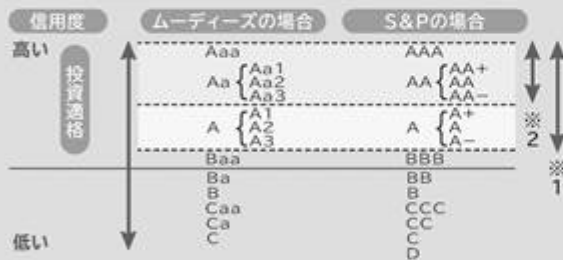 信用度 ムーディーズの場合 S&Pの場合
高い Aaa AAA
投資適格
Aa { Aa1 AA { AA+
Aa2 AA
Aa3 AA−
A { A1 A { A+
A2 A
A3 A−
※2
Baa BBB
※1
Ba BB
B B
Caa CCC
Ca CC
低い C C
D